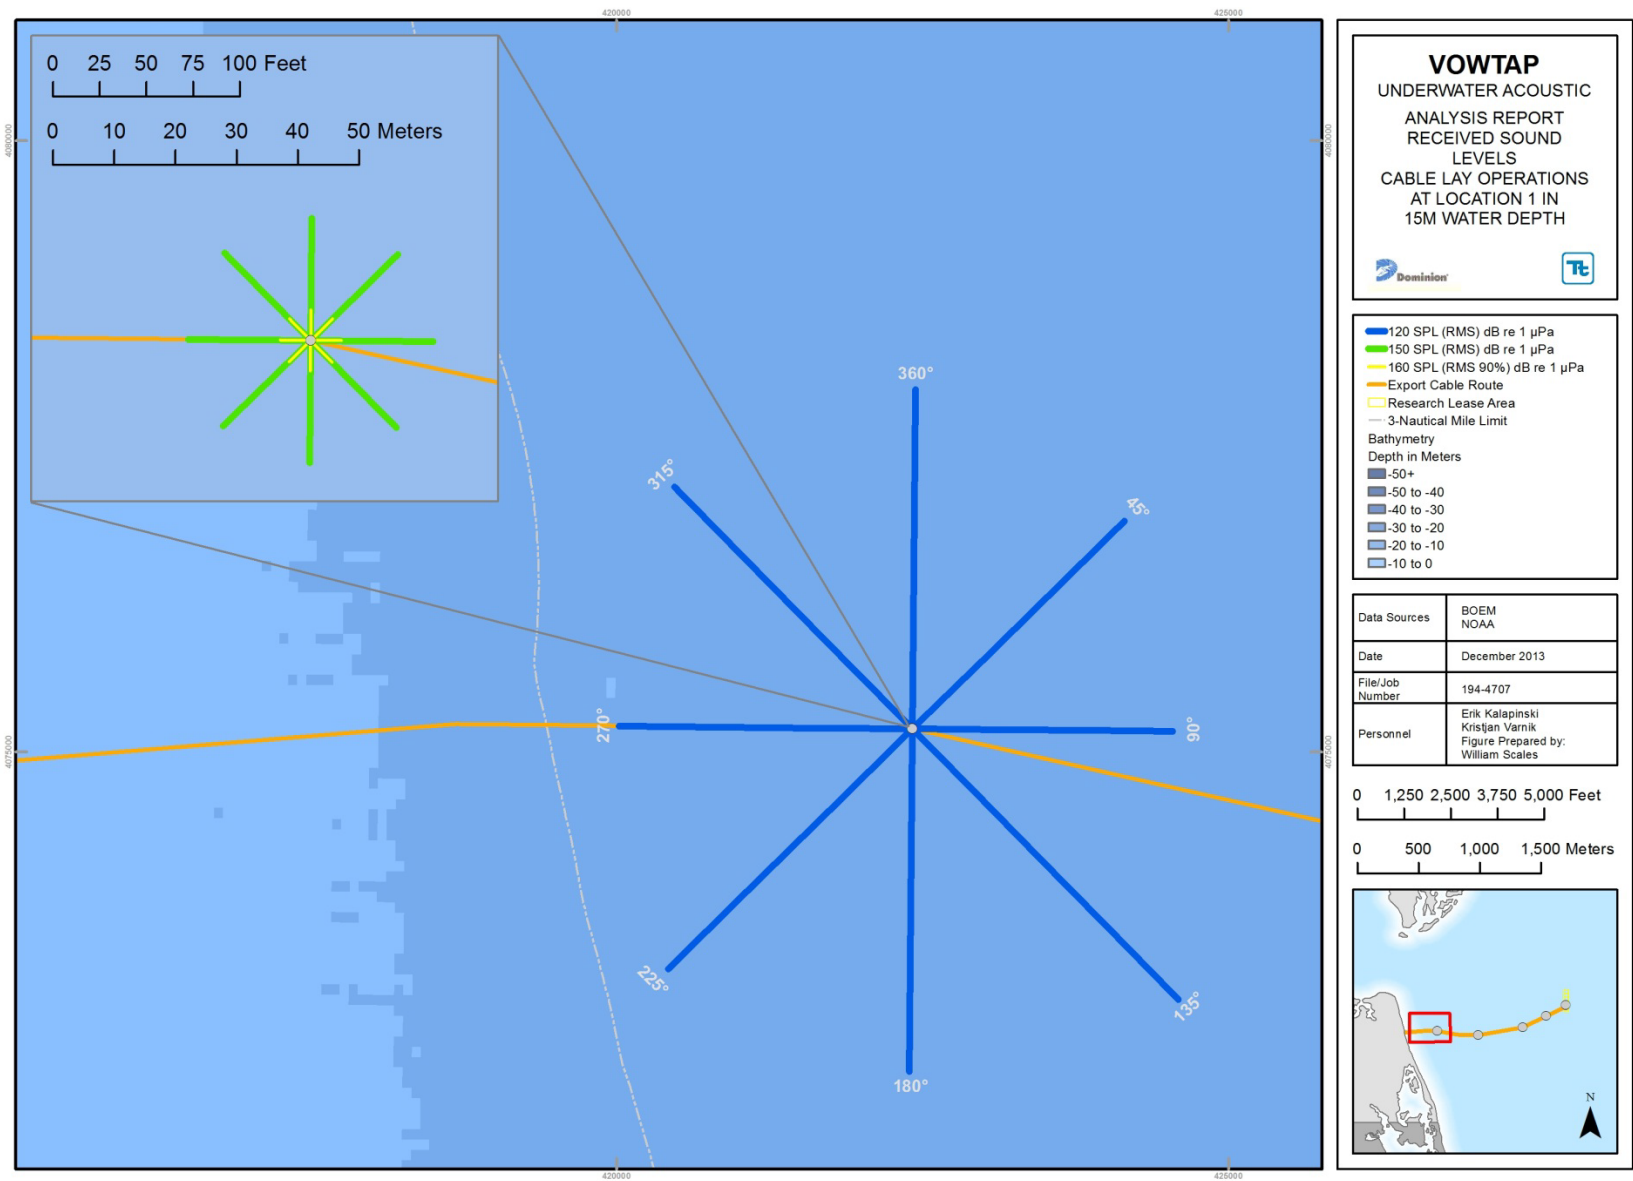 420000
425000
0 25 50 75 100 Feet
0 10 20 30 40 50 Meters
4080000
4080000
360°
315°
45°
270°
90°
4075000
4075000
225°
135°
180°
420000
425000
VOWTAP
UNDERWATER ACOUSTIC
ANALYSIS REPORT
RECEIVED SOUND
LEVELS
CABLE LAY OPERATIONS
AT LOCATION 1 IN
15M WATER DEPTH
Dominion
Tt
120 SPL (RMS) dB re 1 µPa
150 SPL (RMS) dB re 1 µPa
160 SPL (RMS 90%) dB re 1 µPa
Export Cable Route
Research Lease Area
3-Nautical Mile Limit
Bathymetry
Depth in Meters
-50+
-50 to -40
-40 to -30
-30 to -20
-20 to -10
-10 to 0
Data Sources
BOEM
NOAA
Date
December 2013
File/Job
Number
194-4707
Personnel
Erik Kalapinski
Kristjan Varnik
Figure Prepared by:
William Scales
0 1,250 2,500 3,750 5,000 Feet
0 500 1,000 1,500 Meters
N